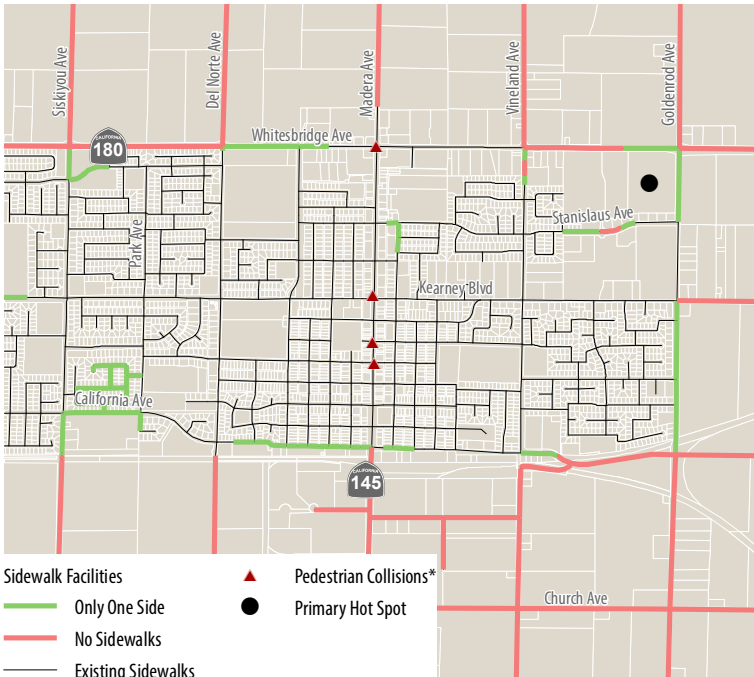 Siskiyou Ave
Del Norte Ave
Madera Ave
Vineland Ave
Goldenrod Ave
Whitesbridge Ave
CALIFORNIA
180
Park Ave
Stanislaus Ave
Kearney Blvd
California Ave
CALIFORNIA
145
Church Ave
Sidewalk Facilities
Only One Side
No Sidewalks
Existing Sidewalks
Pedestrian Collisions*
Primary Hot Spot